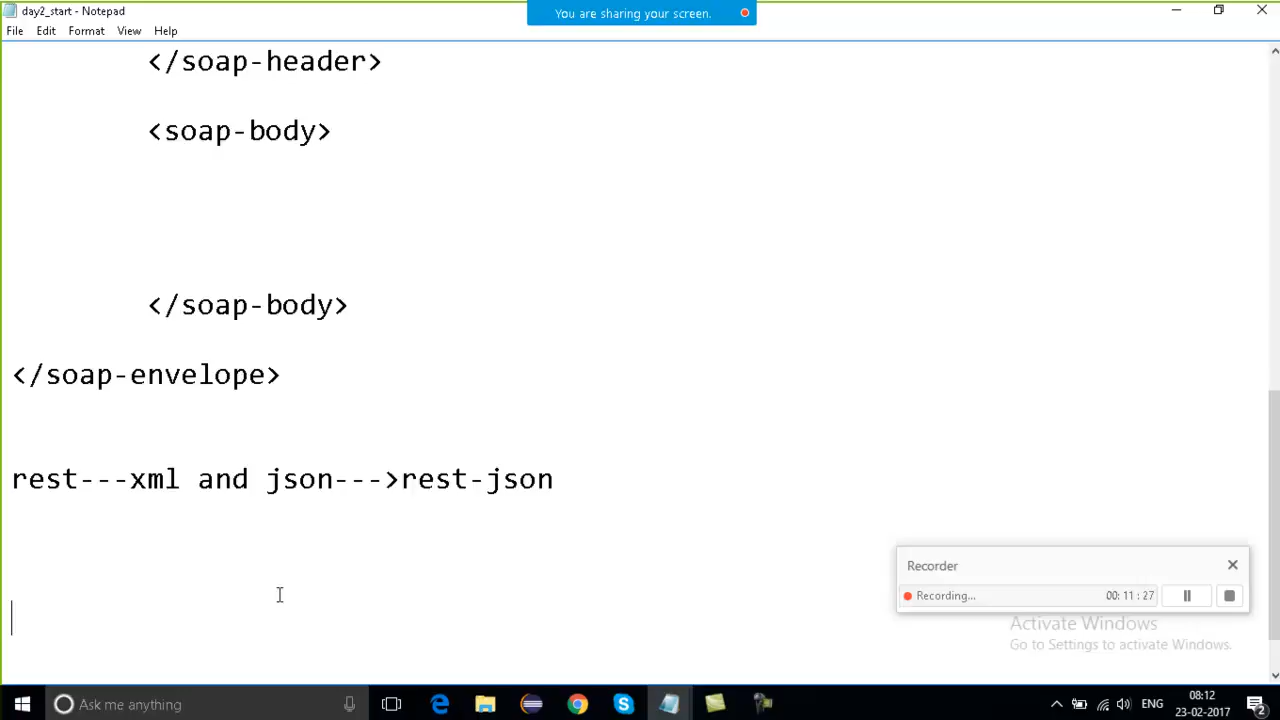 day2_start - Notepad
You are sharing your screen.
File Edit Format View Help
</soap-header>
<soap-body>
</soap-body>
</soap-envelope>
rest---xml and json--->rest-json
Recorder
Recording... 00: 11 : 27
Activate Windows
Go to Settings to activate Windows.
Ask me anything
ENG
08:12
23-02-2017
2